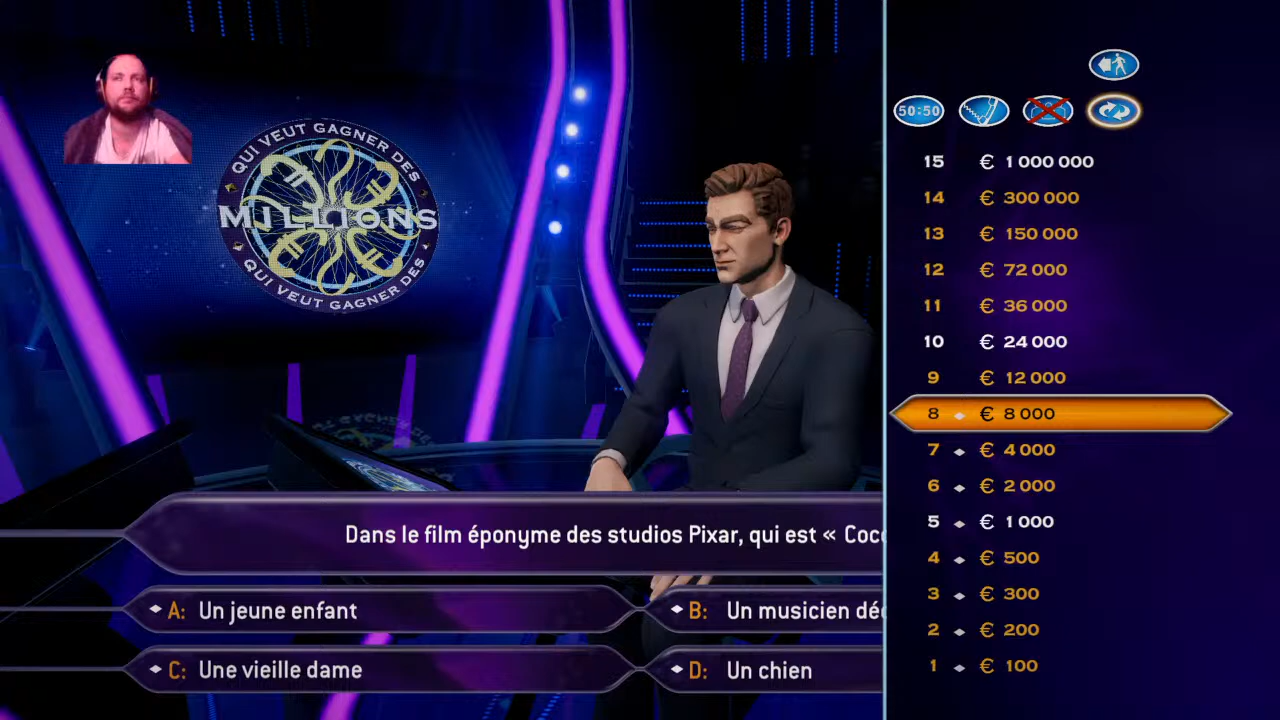 QUI VEUT GAGNER DES
MILLIONS
QUI VEUT GAGNER DES
50:50
15 € 1 000 000
14 € 300 000
13 € 150 000
12 € 72 000
11 € 36 000
10 € 24 000
9 € 12 000
8 € 8 000
7 € 4 000
6 € 2 000
5 € 1 000
4 € 500
3 € 300
2 € 200
1 € 100
Dans le film éponyme des studios Pixar, qui est « Coco
A: Un jeune enfant
B: Un musicien déc
C: Une vieille dame
D: Un chien